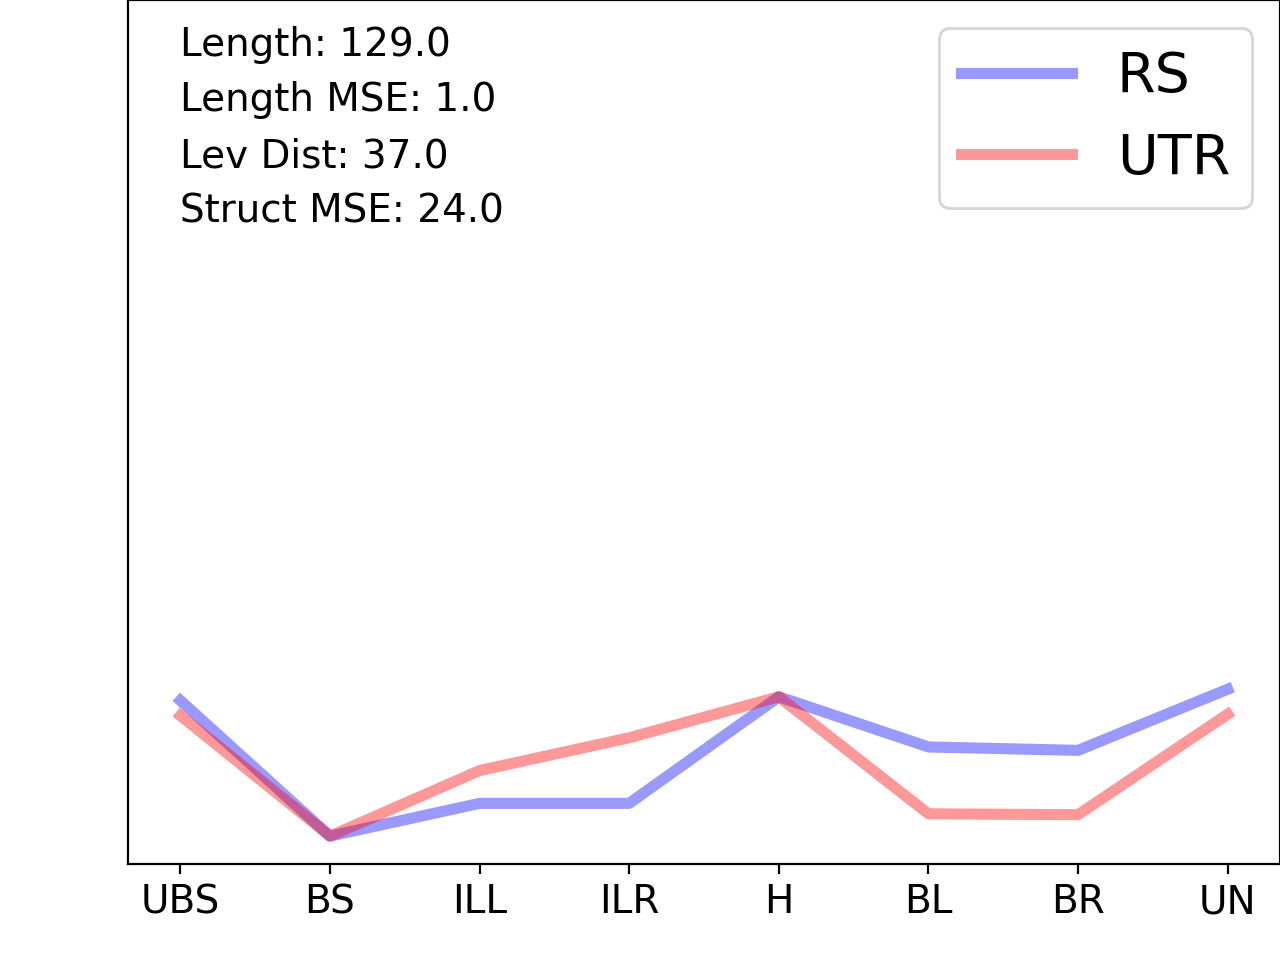 Length: 129.0
Length MSE: 1.0
Lev Dist: 37.0
Struct MSE: 24.0
RS
UTR
UBS BS ILL ILR H BL BR UN